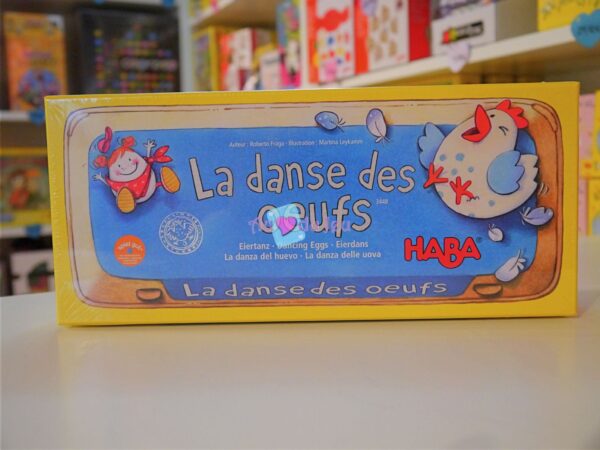 Auteur : Roberto Fraga · Illustration : Martina Leykamm
La danse des
oeufs
Eiertanz · Dancing Eggs · Eierdans
La danza del huevo · La danza delle uova
HABA®
La danse des oeufs